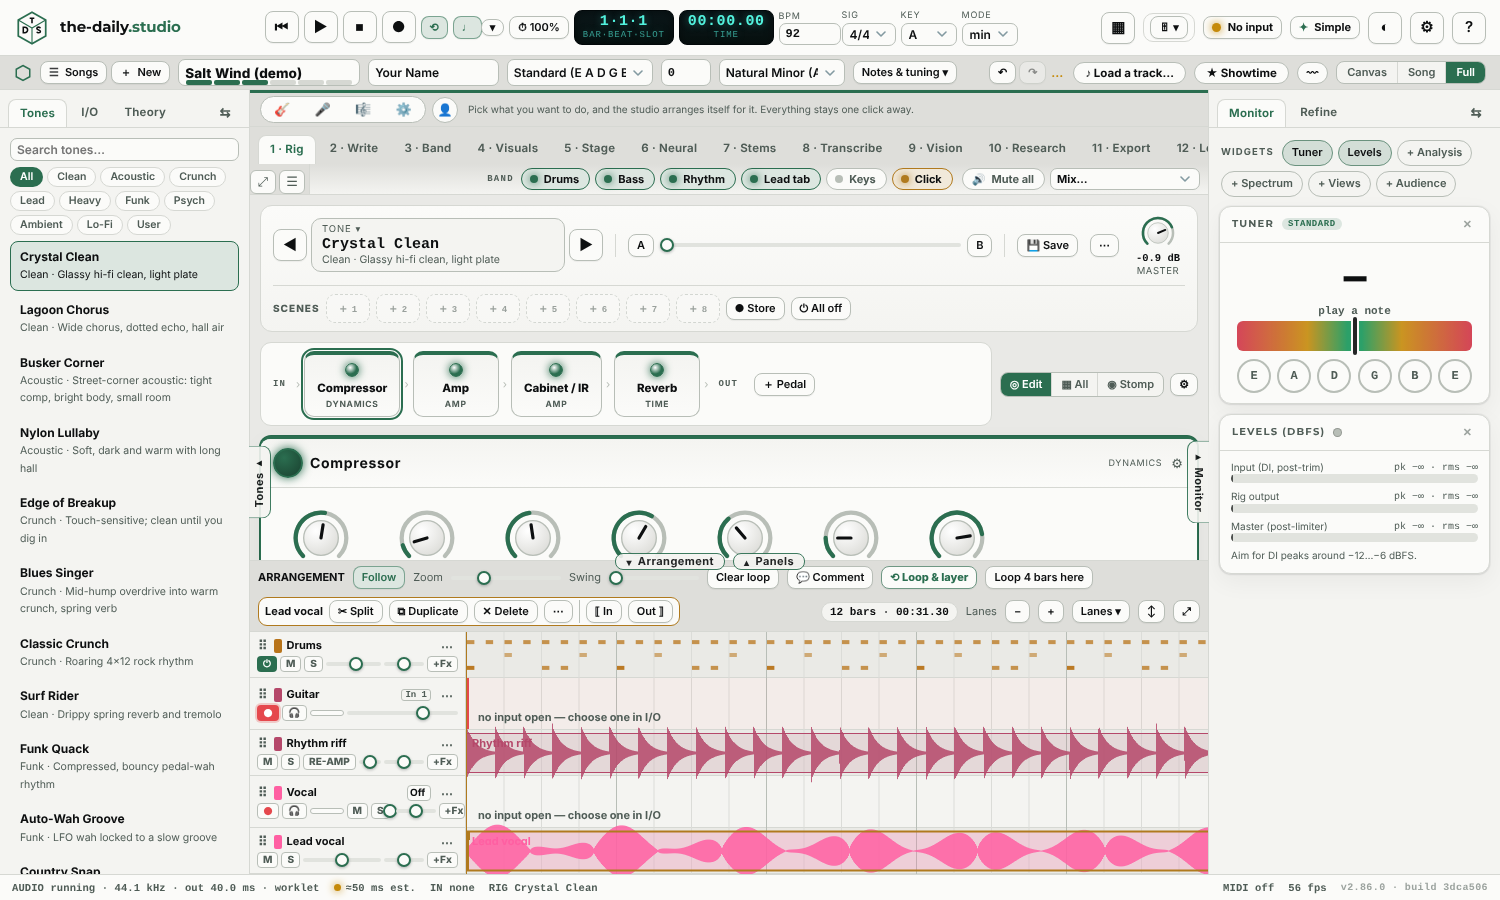 the-daily.studio
100%
1·1·1
BAR·BEAT·SLOT
00:00.00
TIME
BPM
92
SIG
4/4
KEY
A
MODE
min
No input
Simple
?
Songs
+ New
Salt Wind (demo)
Your Name
Standard (E A D G E
0
Natural Minor (A
Notes & tuning ▾
...
Load a track...
★ Showtime
Canvas
Song
Full
Tones
I/O
Theory
Search tones...
All
Clean
Acoustic
Crunch
Lead
Heavy
Funk
Psych
Ambient
Lo-Fi
User
Crystal Clean
Clean · Glassy hi-fi clean, light plate
Lagoon Chorus
Clean · Wide chorus, dotted echo, hall air
Busker Corner
Acoustic · Street-corner acoustic: tight
comp, bright body, small room
Nylon Lullaby
Acoustic · Soft, dark and warm with long
hall
Edge of Breakup
Crunch · Touch-sensitive; clean until you
dig in
Blues Singer
Crunch · Mid-hump overdrive into warm
crunch, spring verb
Classic Crunch
Crunch · Roaring 4×12 rock rhythm
Surf Rider
Clean · Drippy spring reverb and tremolo
Funk Quack
Funk · Compressed, bouncy pedal-wah
rhythm
Auto-Wah Groove
Funk · LFO wah locked to a slow groove
Country Snap
Pick what you want to do, and the studio arranges itself for it. Everything stays one click away.
1 · Rig
2 · Write
3 · Band
4 · Visuals
5 · Stage
6 · Neural
7 · Stems
8 · Transcribe
9 · Vision
10 · Research
11 · Export
12 · L
BAND
Drums
Bass
Rhythm
Lead tab
Keys
Click
Mute all
Mix...
TONE ▾
Crystal Clean
Clean · Glassy hi-fi clean, light plate
A
B
Save
...
-0.9 dB
MASTER
SCENES
+ 1
+ 2
+ 3
+ 4
+ 5
+ 6
+ 7
+ 8
Store
All off
IN
Compressor
DYNAMICS
Amp
AMP
Cabinet / IR
AMP
Reverb
TIME
OUT
+ Pedal
Edit
All
Stomp
Compressor
DYNAMICS
Tones
Monitor
Arrangement
Panels
ARRANGEMENT
Follow
Zoom
Swing
Clear loop
Comment
Loop & layer
Loop 4 bars here
Lead vocal
Split
Duplicate
Delete
...
In
Out
12 bars · 00:31.30
Lanes
−
+
Lanes ▾
Drums
...
M
S
+Fx
Guitar
In 1
...
no input open — choose one in I/O
Rhythm riff
...
M
S
RE-AMP
+Fx
Rhythm riff
Vocal
Off
...
M
S
+Fx
no input open — choose one in I/O
Lead vocal
...
M
S
+Fx
Lead vocal
Monitor
Refine
WIDGETS
Tuner
Levels
+ Analysis
+ Spectrum
+ Views
+ Audience
TUNER
STANDARD
×
—
play a note
E
A
D
G
B
E
LEVELS (DBFS)
×
Input (DI, post-trim)
pk −∞ · rms −∞
Rig output
pk −∞ · rms −∞
Master (post-limiter)
pk −∞ · rms −∞
Aim for DI peaks around −12…−6 dBFS.
AUDIO running · 44.1 kHz · out 40.0 ms · worklet
≈50 ms est.
IN none
RIG Crystal Clean
MIDI off
56 fps
v2.86.0 · build 3dca506